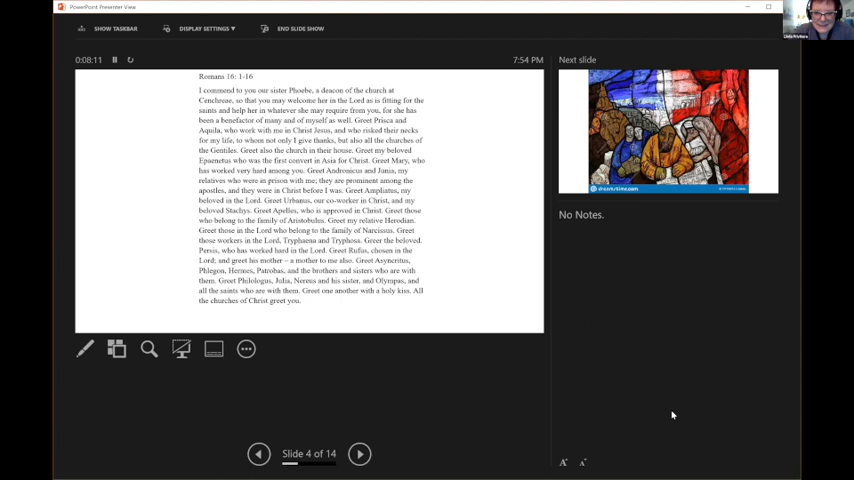 PowerPoint Presenter View
SHOW TASKBAR
DISPLAY SETTINGS ▼
END SLIDE SHOW
0:08:11
7:54 PM
Next slide
Romans 16: 1-16
I commend to you our sister Phoebe, a deacon of the church at
Cenchreae, so that you may welcome her in the Lord as is fitting for the
saints and help her in whatever she may require from you, for she has
been a benefactor of many and of myself as well. Greet Prisca and
Aquila, who work with me in Christ Jesus, and who risked their necks
for my life, to whom not only I give thanks, but also all the churches of
the Gentiles. Greet also the church in their house. Greet my beloved
Epaenetus who was the first convert in Asia for Christ. Greet Mary, who
has worked very hard among you. Greet Andronicus and Junia, my
relatives who were in prison with me; they are prominent among the
apostles, and they were in Christ before I was. Greet Ampliatus, my
beloved in the Lord. Greet Urbanus, our co-worker in Christ, and my
beloved Stachys. Greet Apelles, who is approved in Christ. Greet those
who belong to the family of Aristobulus. Greet my relative Herodian.
Greet those in the Lord who belong to the family of Narcissus. Greet
those workers in the Lord, Tryphaena and Tryphosa. Greer the beloved.
Persis, who has worked hard in the Lord. Greet Rufus, chosen in the
Lord; and greet his mother – a mother to me also. Greet Asyncritus,
Phlegon, Hermes, Patrobas, and the brothers and sisters who are with
them. Greet Philologus, Julia, Nereus and his sister, and Olympas, and
all the saints who are with them. Greet one another with a holy kiss. All
the churches of Christ greet you.
dreamstime.com
No Notes.
Slide 4 of 14
A A